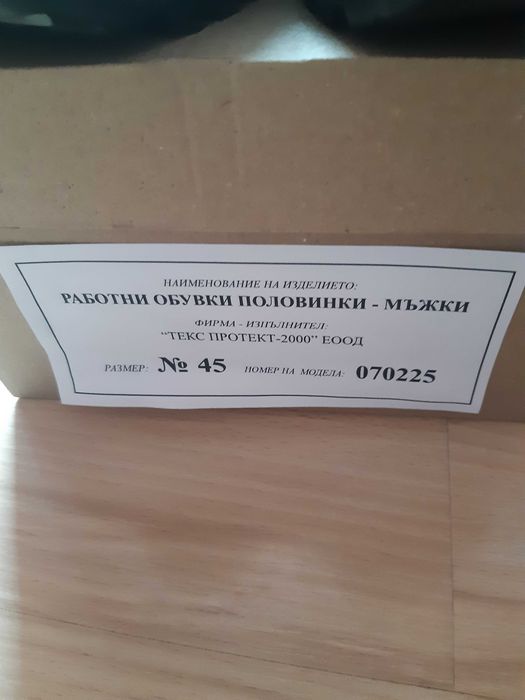 НАИМЕНОВАНИЕ НА ИЗДЕЛИЕТО:
РАБОТНИ ОБУВКИ ПОЛОВИНКИ - МЪЖКИ
ФИРМА - ИЗПЪЛНИТЕЛ:
“ТЕКС ПРОТЕКТ-2000” ЕООД
РАЗМЕР: № 45 НОМЕР НА МОДЕЛА: 070225